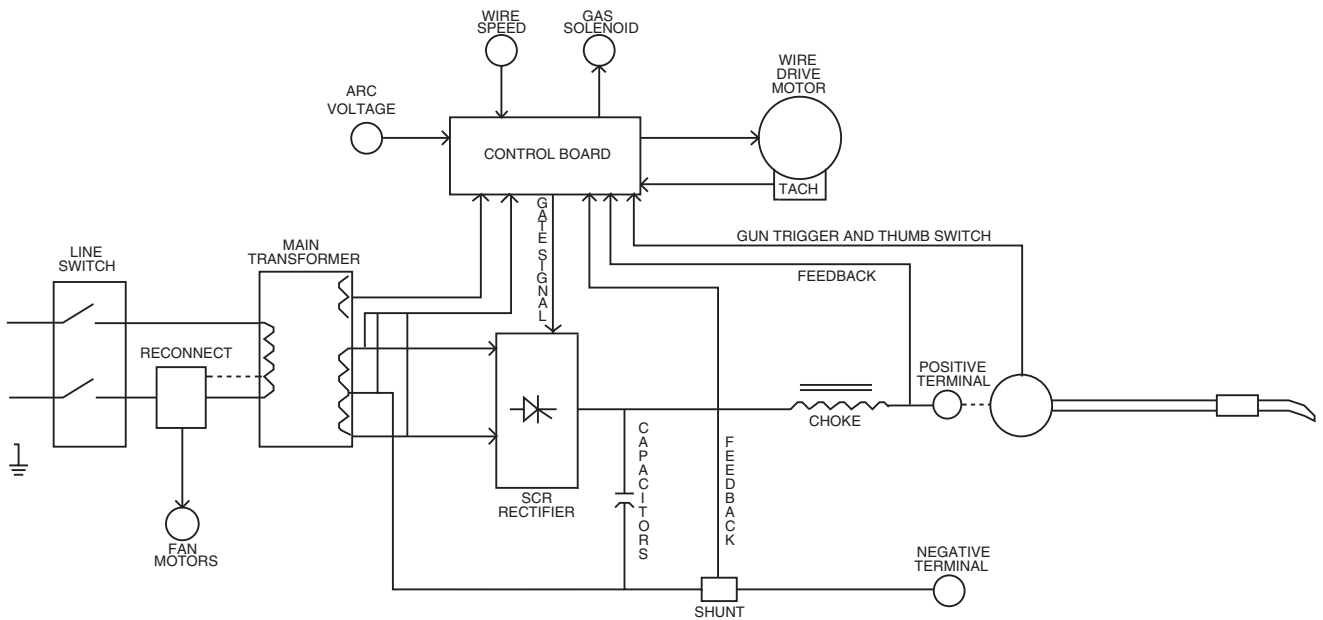 WIRE
SPEED
GAS
SOLENOID
WIRE
DRIVE
MOTOR
ARC
VOLTAGE
CONTROL BOARD
TACH
GATE SIGNAL
GUN TRIGGER AND THUMB SWITCH
FEEDBACK
LINE
SWITCH
MAIN
TRANSFORMER
RECONNECT
POSITIVE
TERMINAL
CHOKE
CAPACITORS
FEEDBACK
SCR
RECTIFIER
FAN
MOTORS
NEGATIVE
TERMINAL
SHUNT